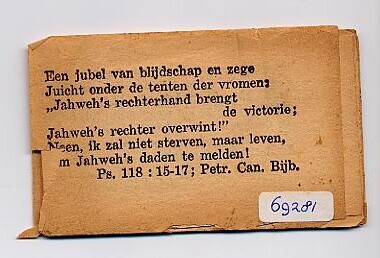 Een jubel van blijdschap en zege
Juicht onder de tenten der vromen:
„Jahweh's rechterhand brengt
de victorie;
Jahweh's rechter overwint!"
Neen, ik zal niet sterven, maar leven,
m Jahweh's daden te melden!
Ps. 118 : 15-17; Petr. Can. Bijb.
69281